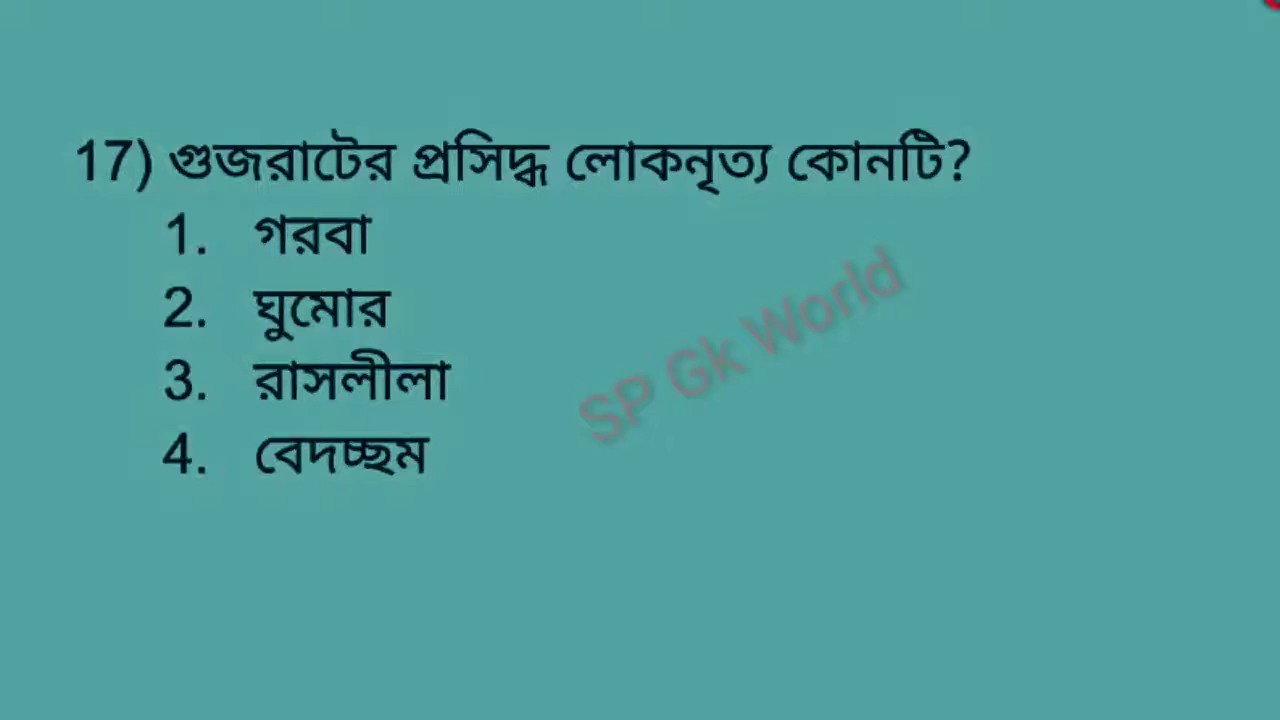 17) গুজরাটের প্রসিদ্ধ লোকনৃত্য কোনটি?
1. গরবা
2. ঘুমোর
3. রাসলীলা
4. বেদচ্ছম
SP Gk World